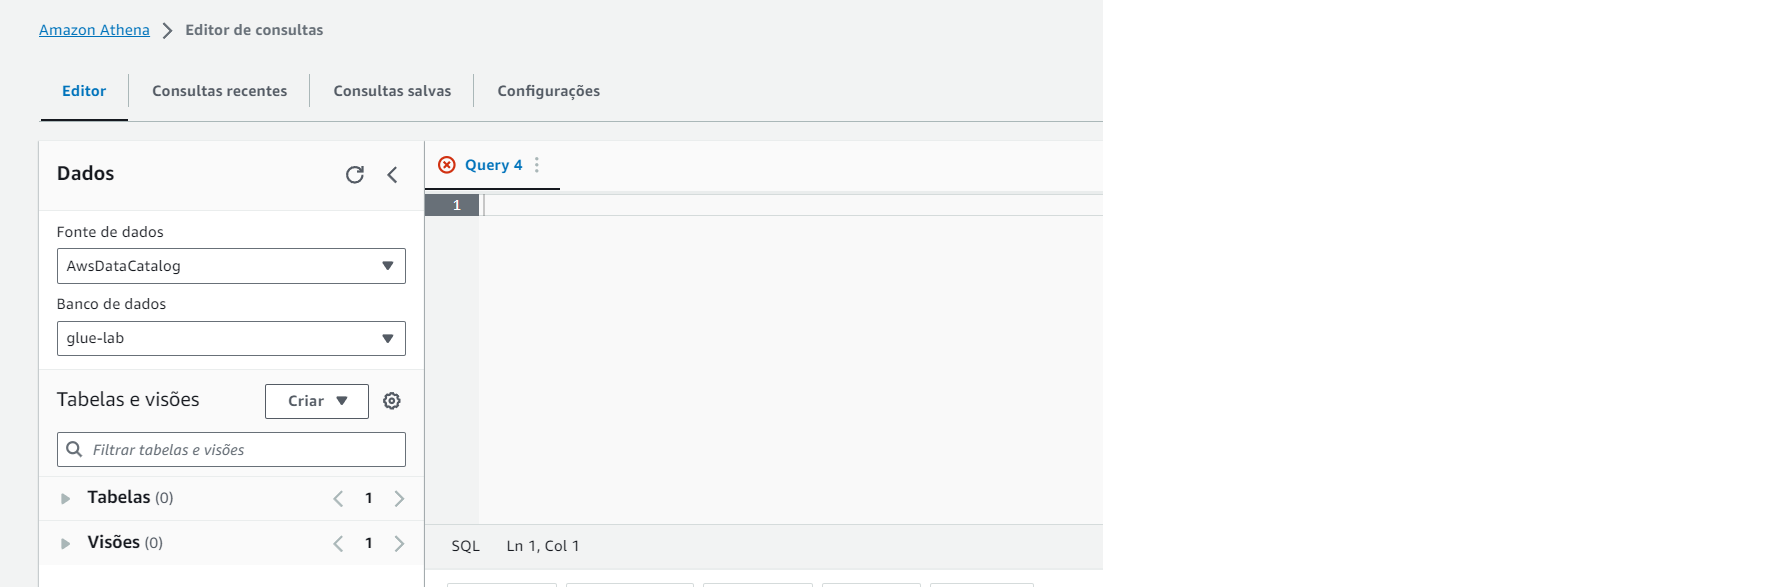 Amazon Athena > Editor de consultas
Editor
Consultas recentes
Consultas salvas
Configurações
Dados
Fonte de dados
AwsDataCatalog
Banco de dados
glue-lab
Tabelas e visões
Criar
Filtrar tabelas e visões
Tabelas (0)
1
Visões (0)
1
Query 4
1
SQL Ln 1, Col 1